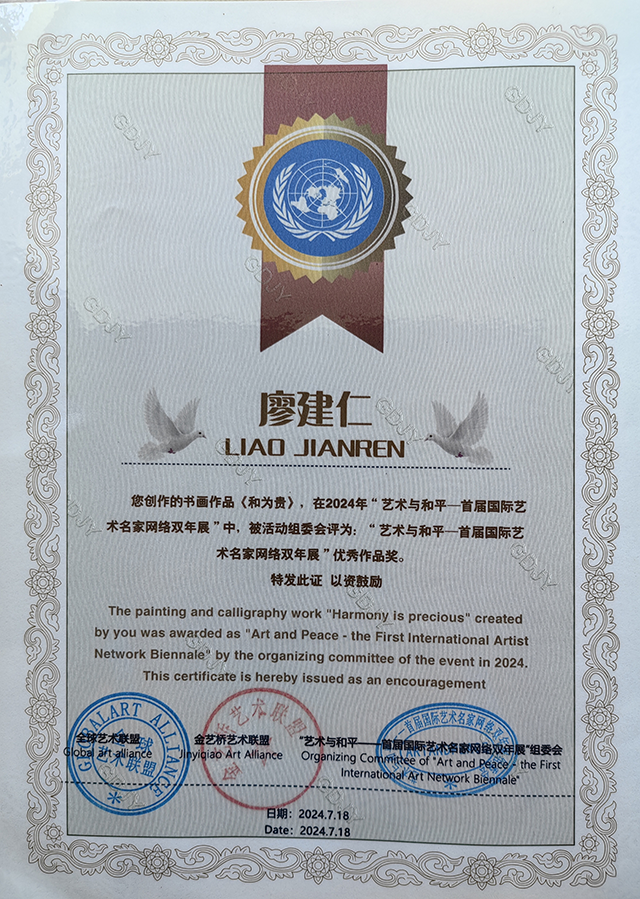 廖建仁
LIAO JIANREN
您创作的书画作品《和为贵》，在2024年“艺术与和平—首届国际艺
术名家网络双年展”中，被活动组委会评为：“艺术与和平—首届国际艺
术名家网络双年展”优秀作品奖。
特发此证 以资鼓励
The painting and calligraphy work "Harmony is precious" created
by you was awarded as "Art and Peace - the First International Artist
Network Biennale" by the organizing committee of the event in 2024.
This certificate is hereby issued as an encouragement
全球艺术联盟
Global art alliance
GLOBALART ALLIANCE
金艺桥艺术联盟
Jinyiqiao Art Alliance
“艺术与和平——首届国际艺术名家网络双年展”组委会
Organizing Committee of "Art and Peace - the First
International Art Network Biennale"
日期：2024.7.18
Date：2024.7.18
GDJY